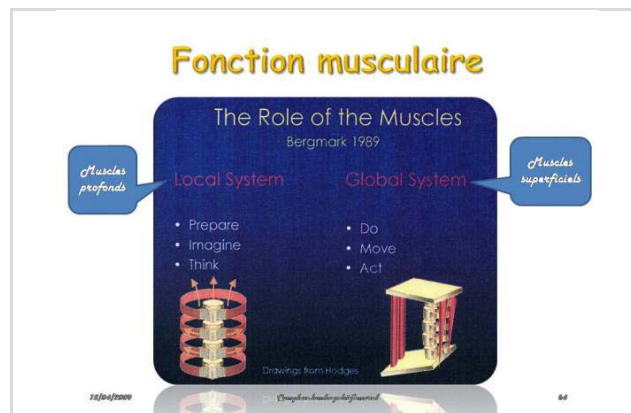 Fonction musculaire
The Role of the Muscles
Bergmark 1989
Muscles
profonds
Local System
Global System
Muscles
superficiels
• Prepare
• Imagine
• Think
• Do
• Move
• Act
Drawings from Hodges